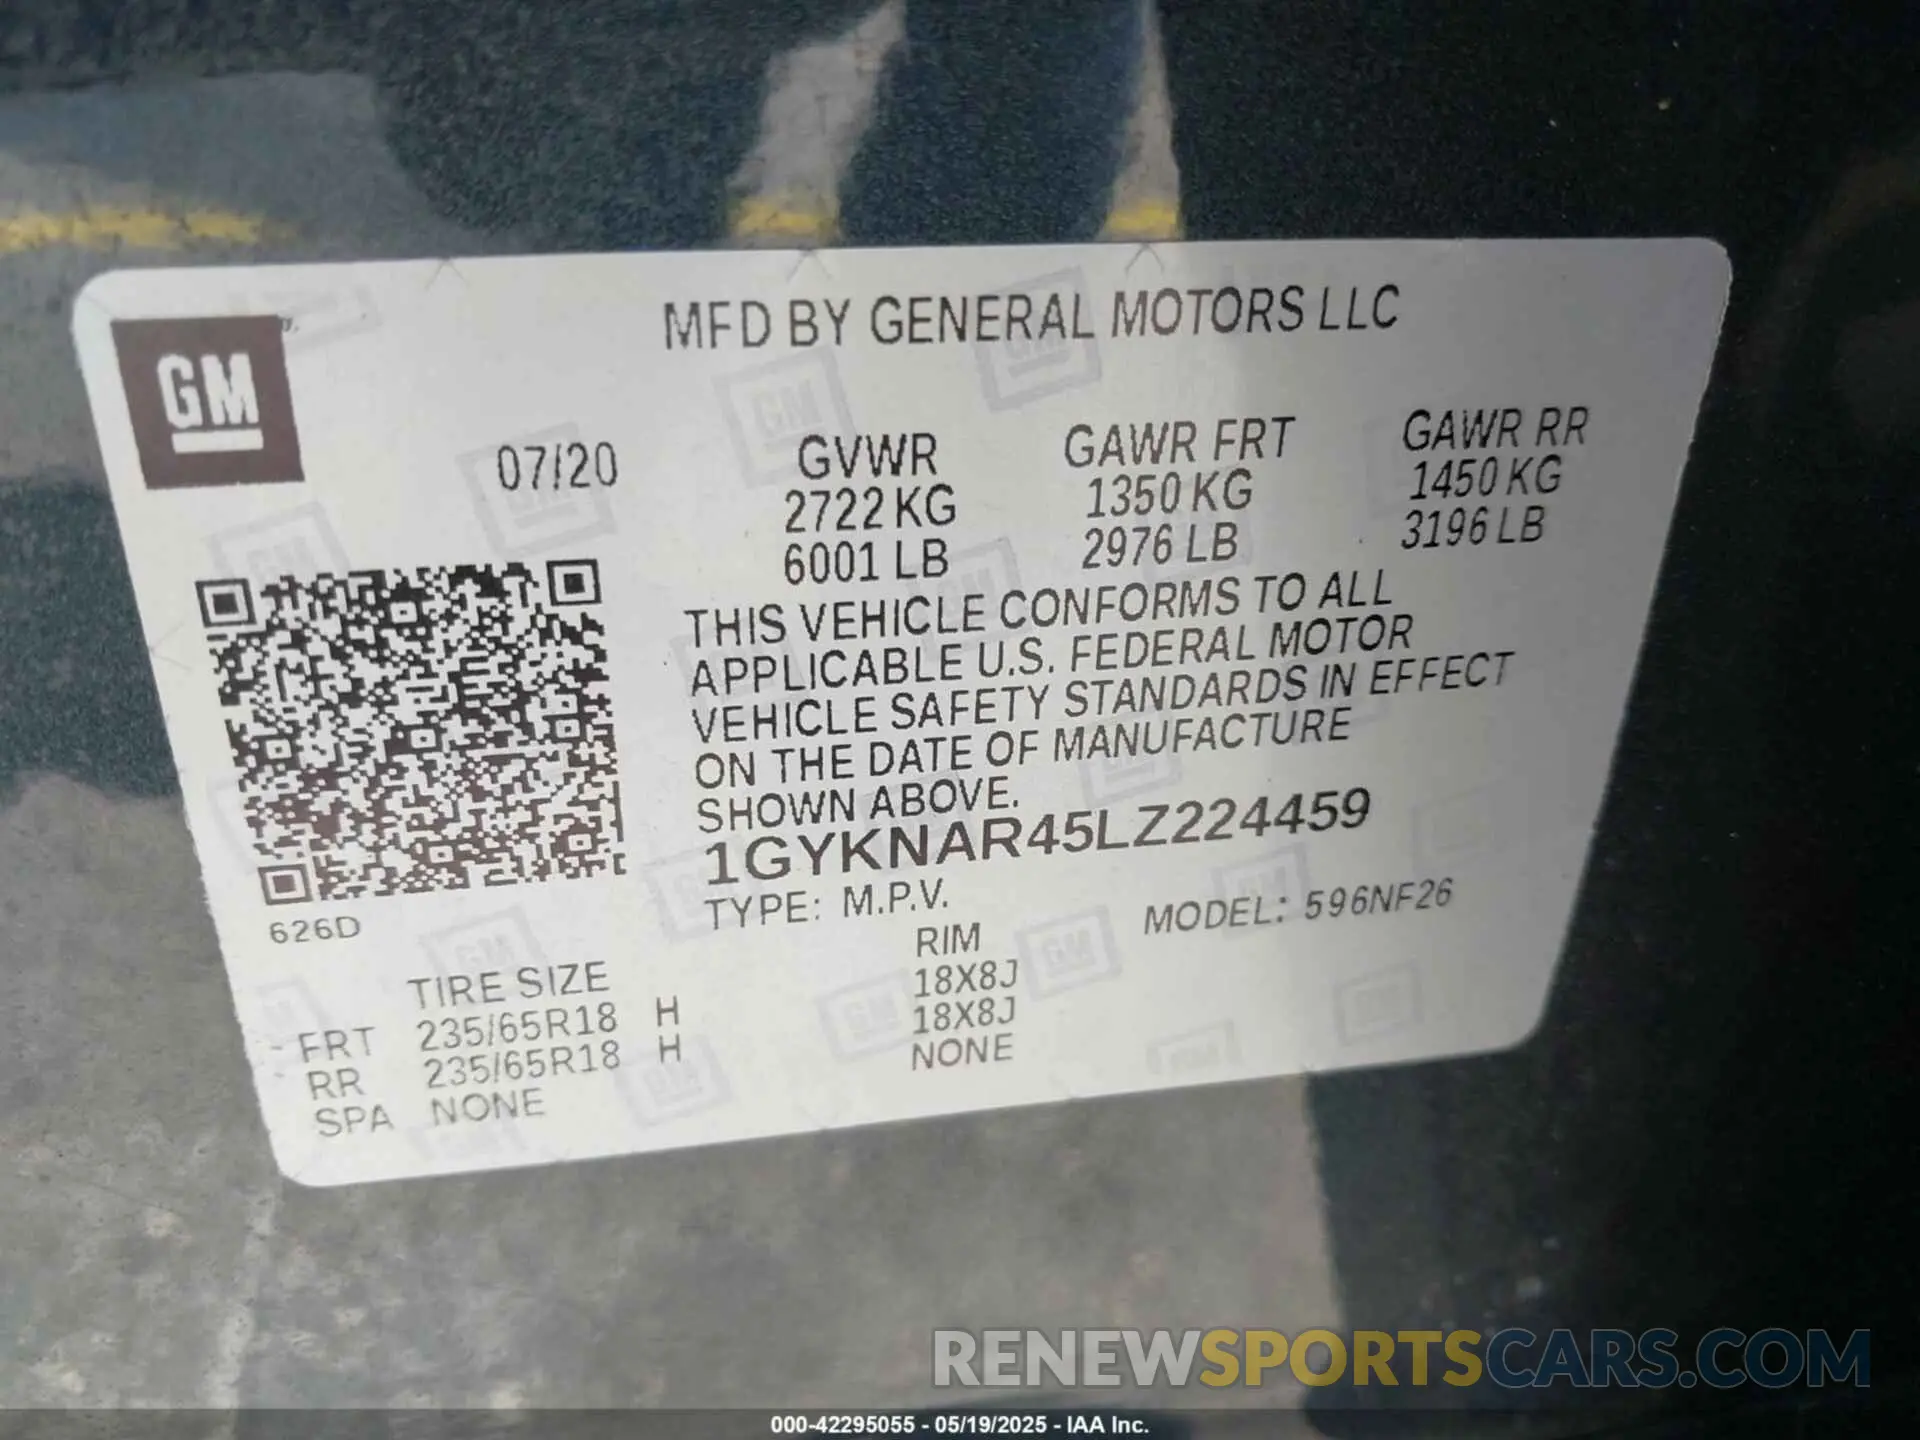 MFD BY GENERAL MOTORS LLC
GM
07/20 GVWR GAWR FRT GAWR RR
2722 KG 1350 KG 1450 KG
6001 LB 2976 LB 3196 LB
THIS VEHICLE CONFORMS TO ALL
APPLICABLE U.S. FEDERAL MOTOR
VEHICLE SAFETY STANDARDS IN EFFECT
ON THE DATE OF MANUFACTURE
SHOWN ABOVE.
1GYKNAR45LZ224459
TYPE: M.P.V. MODEL: 596NF26
626D
TIRE SIZE RIM
FRT 235/65R18 H 18X8J
RR 235/65R18 H 18X8J
SPA NONE NONE
RENEWSPORTSCARS.COM
000-42295055 - 05/19/2025 - IAA Inc.